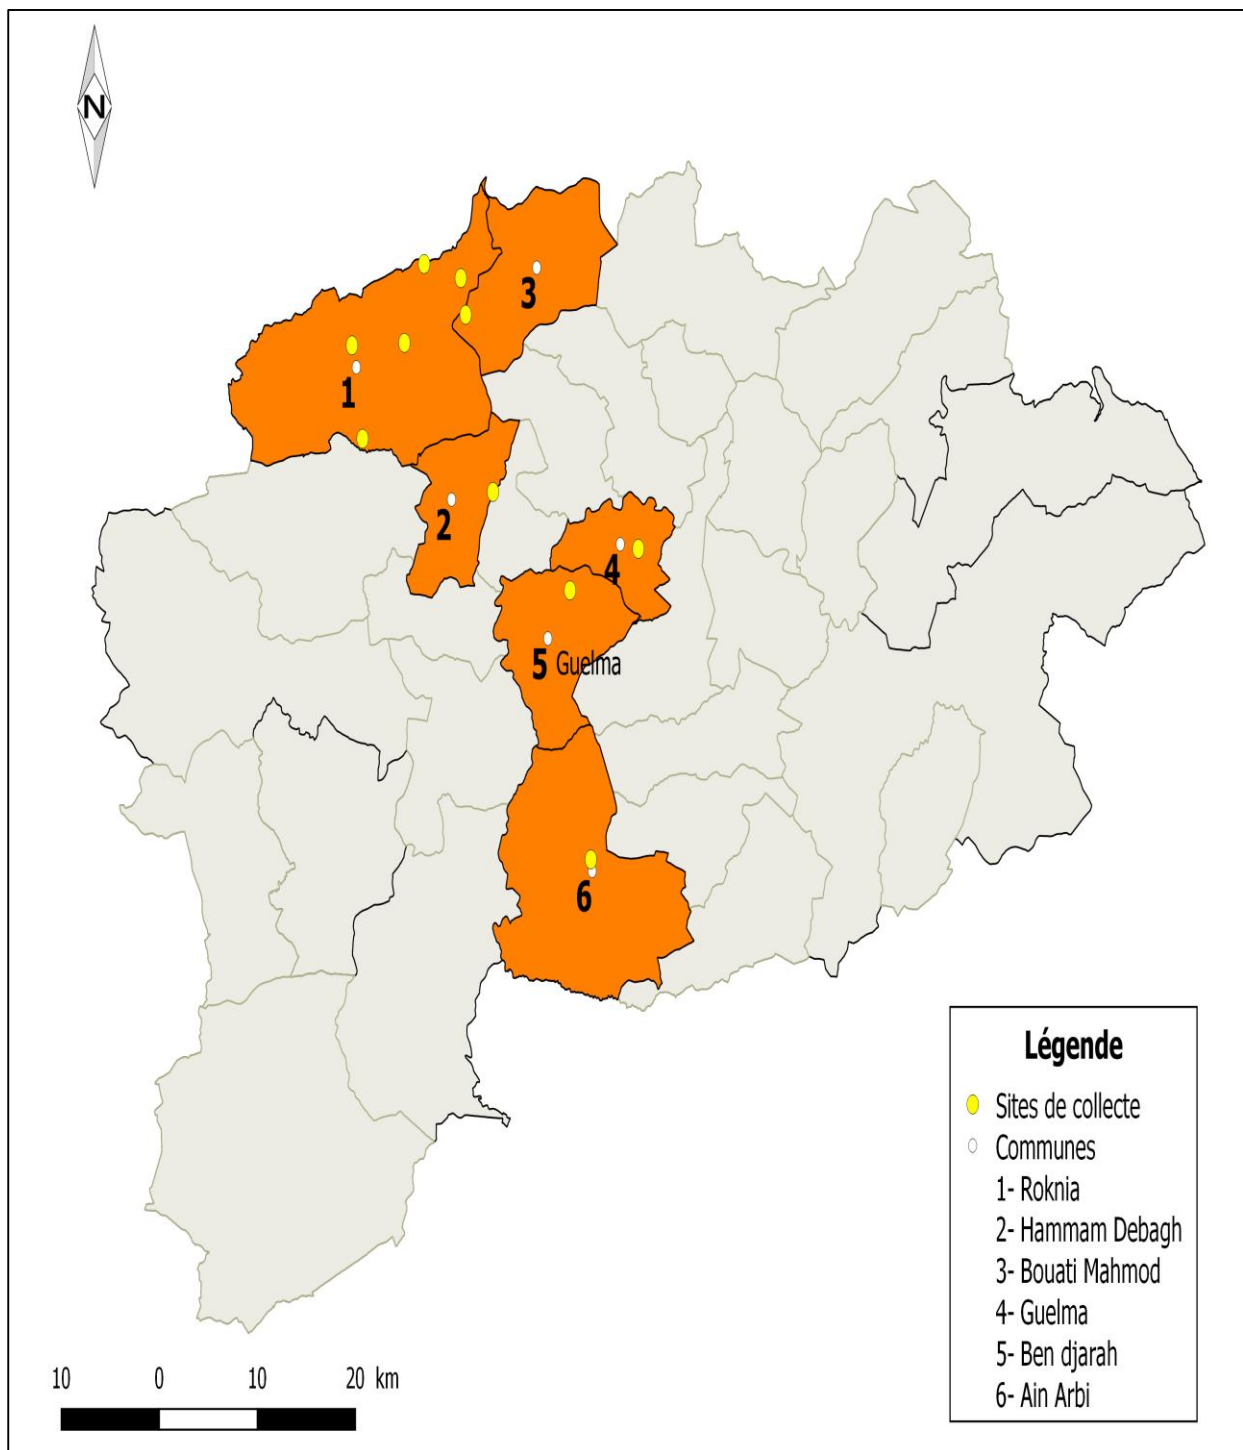 N
3
1
2
4
5 Guelma
6
Légende
Sites de collecte
Communes
1- Roknia
2- Hammam Debagh
3- Bouati Mahmod
4- Guelma
5- Ben djarah
6- Ain Arbi
10 0 10 20 km